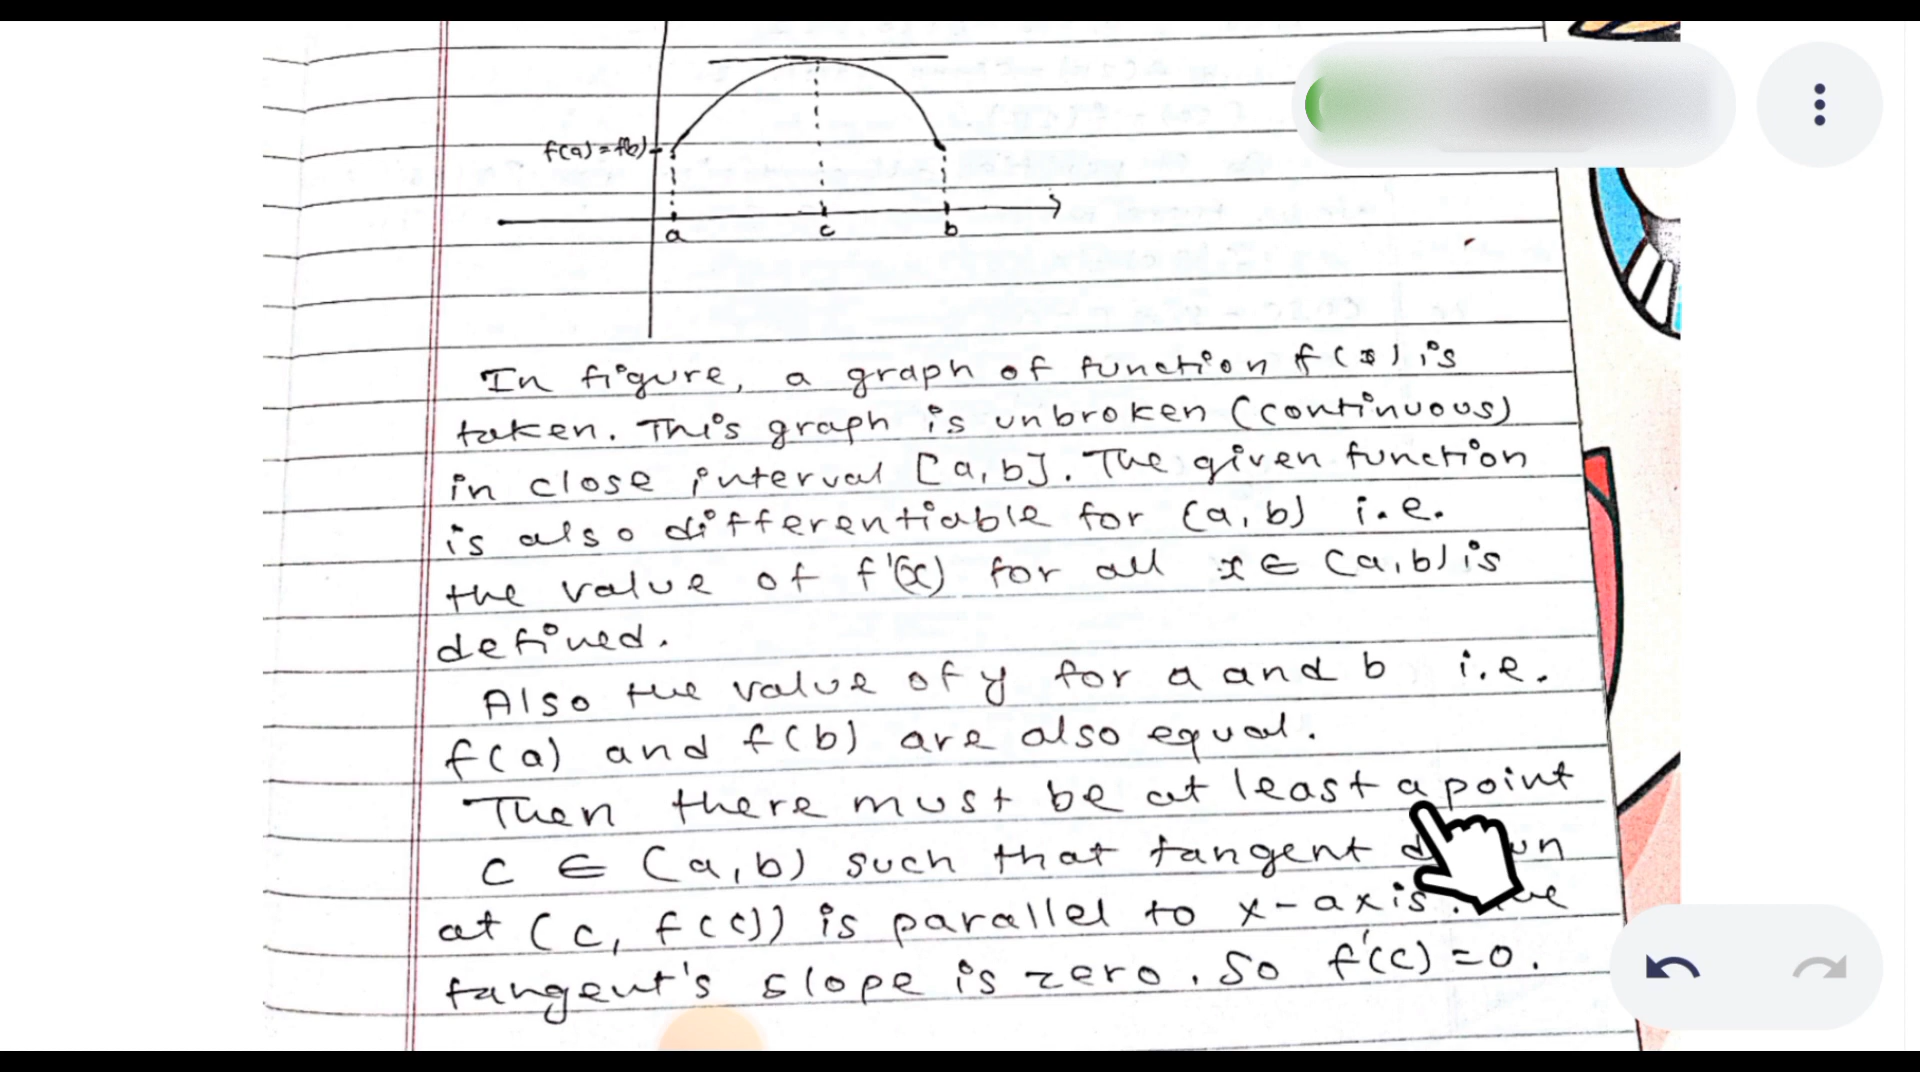 f(a) = f(b)
a c b
In figure, a graph of function f(x) is
taken. This graph is unbroken (continuous)
in close interval [a,b]. The given function
is also differentiable for (a,b) i.e.
the value of f'(x) for all x ∈ (a,b) is
defined.
Also the value of y for a and b i.e.
f(a) and f(b) are also equal.
Then there must be at least a point
c ∈ (a,b) such that tangent
at (c, f(c)) is parallel to x-axis.
tangent's slope is zero. So f'(c) = 0.